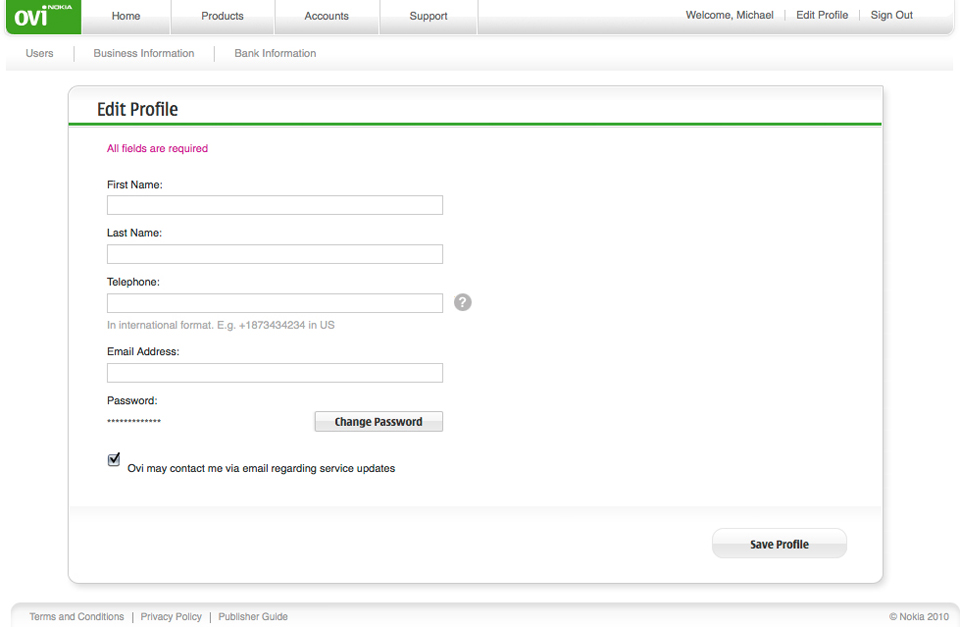 ovi NOKIA Home Products Accounts Support Welcome, Michael | Edit Profile | Sign Out
Users | Business Information | Bank Information
Edit Profile
All fields are required
First Name:
Last Name:
Telephone:
?
In international format. E.g. +1873434234 in US
Email Address:
Password:
************* Change Password
Ovi may contact me via email regarding service updates
Save Profile
Terms and Conditions | Privacy Policy | Publisher Guide © Nokia 2010